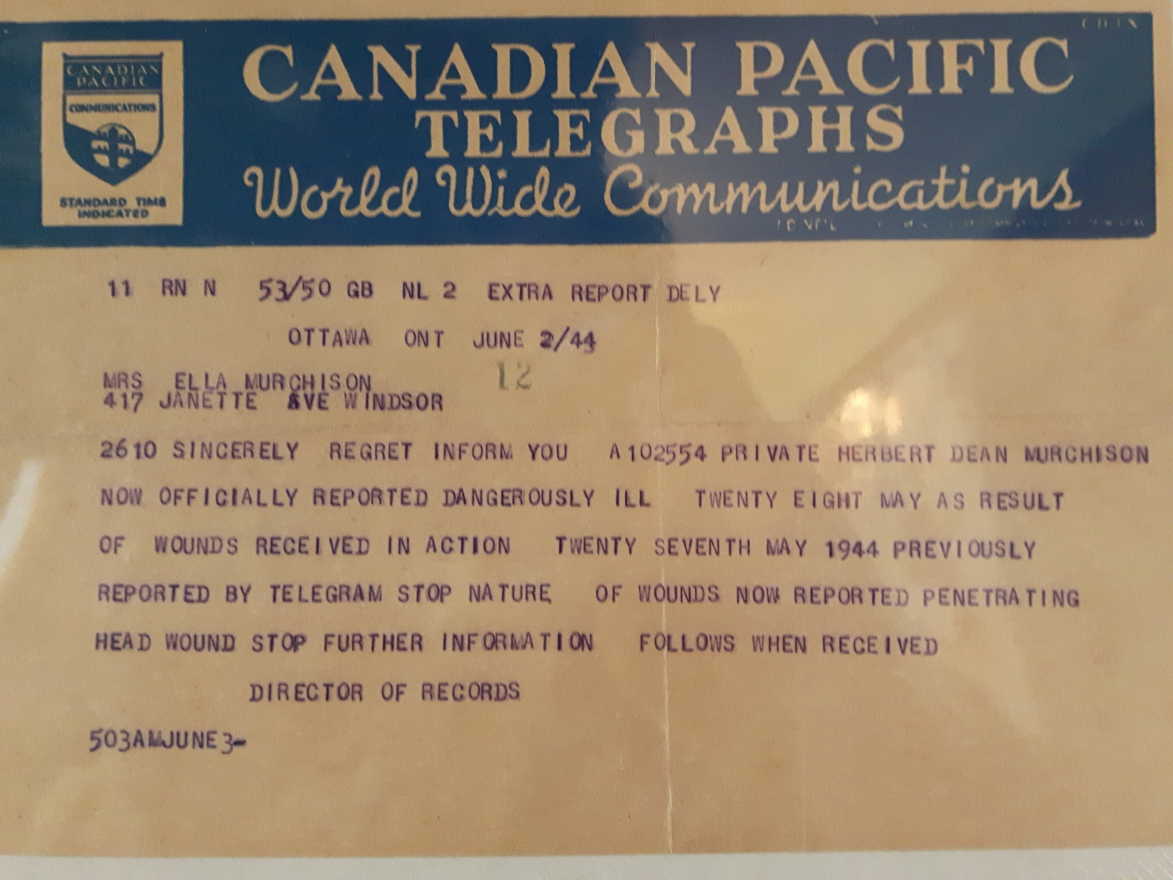 CANADIAN PACIFIC
TELEGRAPHS
World Wide Communications
CANADIAN
PACIFIC
COMMUNICATIONS
STANDARD TIME
INDICATED
11 RN N 53/50 GB NL 2 EXTRA REPORT DELY
OTTAWA ONT JUNE 2/44
12
MRS ELLA MURCHISON
417 JANETTE AVE WINDSOR
2610 SINCERELY REGRET INFORM YOU A102554 PRIVATE HERBERT DEAN MURCHISON
NOW OFFICIALLY REPORTED DANGEROUSLY ILL TWENTY EIGHT MAY AS RESULT
OF WOUNDS RECEIVED IN ACTION TWENTY SEVENTH MAY 1944 PREVIOUSLY
REPORTED BY TELEGRAM STOP NATURE OF WOUNDS NOW REPORTED PENETRATING
HEAD WOUND STOP FURTHER INFORMATION FOLLOWS WHEN RECEIVED
DIRECTOR OF RECORDS
503AMJUNE3-